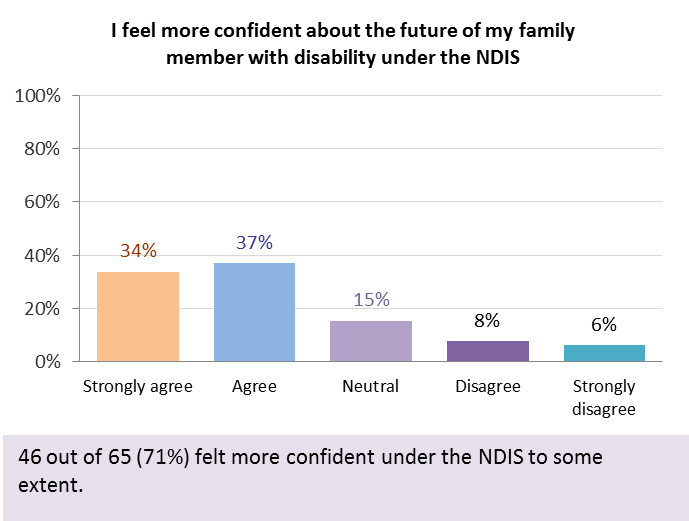 I feel more confident about the future of my family
member with disability under the NDIS
100%
80%
60%
40%
20%
0%
34%
37%
15%
8%
6%
Strongly agree
Agree
Neutral
Disagree
Strongly
disagree
46 out of 65 (71%) felt more confident under the NDIS to some
extent.